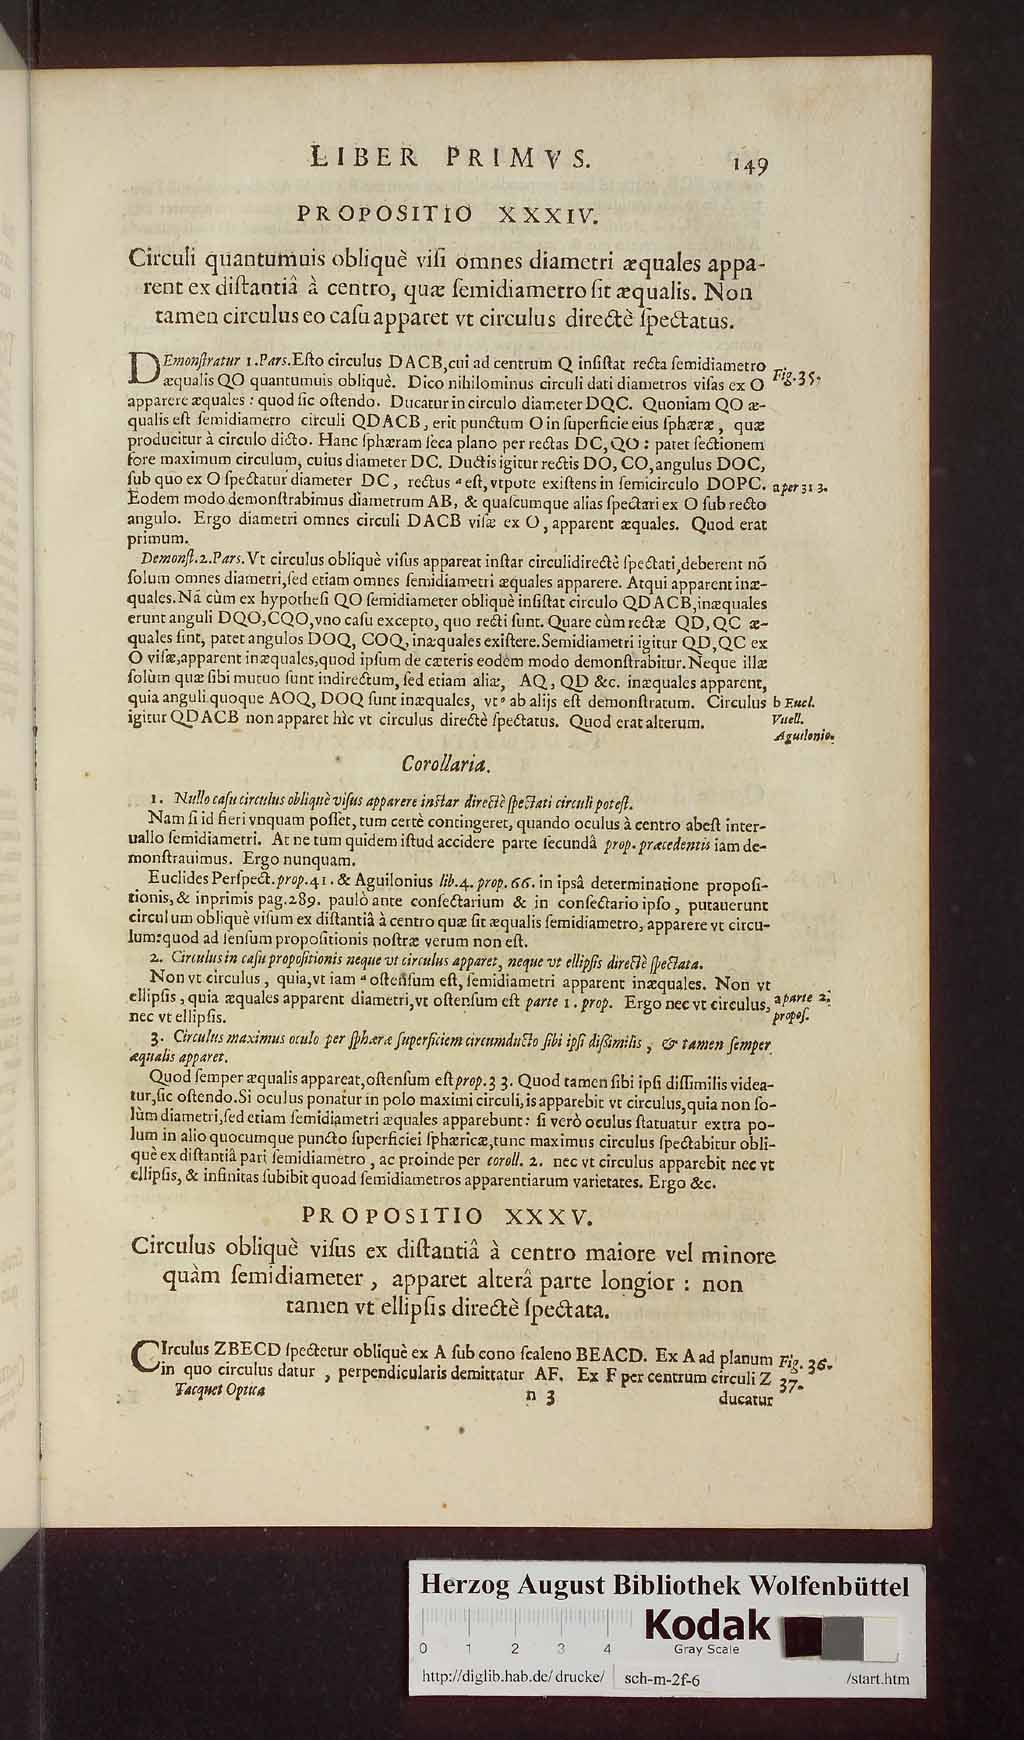 LIBER PRIMVS. 149
PROPOSITIO XXXIV.
Circuli quantumuis obliquè viſi omnes diametri æquales appa-
rent ex diſtantiâ à centro, quæ ſemidiametro ſit æqualis. Non
tamen circulus eo caſu apparet vt circulus directè ſpectatus.
DEmonſtratur 1. Pars. Eſto circulus DACB, cui ad centrum Q inſiſtat recta ſemidiametro Fig. 35.
æqualis QO quantumuis obliquè. Dico nihilominus circuli dati diametros viſas ex O
apparere æquales: quod ſic oſtendo. Ducatur in circulo diameter DQC. Quoniam QO æ-
qualis eſt ſemidiametro circuli QDACB, erit punctum O in ſuperficie eius ſphæræ, quæ
producitur à circulo dicto. Hanc ſphæram ſeca plano per rectas DC, QO: patet ſectionem
fore maximum circulum, cuius diameter DC. Ductis igitur rectis DO, CO, angulus DOC,
ſub quo ex O ſpectatur diameter DC, rectus ᵃ eſt, vtpote exiſtens in ſemicirculo DOPC. a per 31 3.
Eodem modo demonſtrabimus diametrum AB, & quaſcumque alias ſpectari ex O ſub recto
angulo. Ergo diametri omnes circuli DACB viſæ ex O, apparent æquales. Quod erat
primum.
Demonſt. 2. Pars. Vt circulus obliquè viſus appareat inſtar circuli directè ſpectati, deberent nõ
ſolum omnes diametri, ſed etiam omnes ſemidiametri æquales apparere. Atqui apparent inæ-
quales. Nã cùm ex hypotheſi QO ſemidiameter obliquè inſiſtat circulo QDACB, inæquales
erunt anguli DQO, CQO, vno caſu excepto, quo recti ſunt. Quare cùm rectæ QD, QC æ-
quales ſint, patet angulos DOQ, COQ, inæquales exiſtere. Semidiametri igitur QD, QC ex
O viſæ, apparent inæquales, quod ipſum de cæteris eodem modo demonſtrabitur. Neque illæ
ſolùm quæ ſibi mutuo ſunt indirectum, ſed etiam aliæ, AQ, QD &c. inæquales apparent,
quia anguli quoque AOQ, DOQ ſunt inæquales, vt ᵇ ab alijs eſt demonſtratum. Circulus b Eucl.
igitur QDACB non apparet hîc vt circulus directè ſpectatus. Quod erat alterum. Vitell.
Aguilonio.
Corollaria.
1. Nullo caſu circulus obliquè viſus apparere inſtar directè ſpectati circuli poteſt.
Nam ſi id fieri vnquam poſſet, tum certè contingeret, quando oculus à centro abeſt inter-
uallo ſemidiametri. At ne tum quidem iſtud accidere parte ſecundâ prop. præcedentis iam de-
monſtrauimus. Ergo nunquam.
Euclides Perſpect. prop. 41. & Aguilonius lib. 4. prop. 66. in ipsâ determinatione propoſi-
tionis, & inprimis pag. 289. paulò ante conſectarium & in conſectario ipſo, putauerunt
circulum obliquè viſum ex diſtantiâ à centro quæ ſit æqualis ſemidiametro, apparere vt circu-
lum: quod ad ſenſum propoſitionis noſtræ verum non eſt.
2. Circulus in caſu propoſitionis neque vt circulus apparet, neque vt ellipſis directè ſpectata.
Non vt circulus, quia, vt iam ᵃ oſtenſum eſt, ſemidiametri apparent inæquales. Non vt
ellipſis, quia æquales apparent diametri, vt oſtenſum eſt parte 1. prop. Ergo nec vt circulus, a parte 2.
nec vt ellipſis. propoſ.
3. Circulus maximus oculo per ſphæræ ſuperficiem circumducto ſibi ipſi diſſimilis, & tamen ſemper
æqualis apparet.
Quod ſemper æqualis appareat, oſtenſum eſt prop. 3 3. Quod tamen ſibi ipſi diſſimilis videa-
tur, ſic oſtendo. Si oculus ponatur in polo maximi circuli, is apparebit vt circulus, quia non ſo-
lùm diametri, ſed etiam ſemidiametri æquales apparebunt: ſi verò oculus ſtatuatur extra po-
lum in alio quocumque puncto ſuperficiei ſphæricæ, tunc maximus circulus ſpectabitur obli-
què ex diſtantiâ pari ſemidiametro, ac proinde per coroll. 2. nec vt circulus apparebit nec vt
ellipſis, & infinitas ſubibit quoad ſemidiametros apparentiarum varietates. Ergo &c.
PROPOSITIO XXXV.
Circulus obliquè viſus ex diſtantiâ à centro maiore vel minore
quàm ſemidiameter, apparet alterâ parte longior: non
tamen vt ellipſis directè ſpectata.
CIrculus ZBECD ſpectetur obliquè ex A ſub cono ſcaleno BEACD. Ex A ad planum Fig. 36.
in quo circulus datur, perpendicularis demittatur AF. Ex F per centrum circuli Z 37.
Tacquet Optica n 3 ducatur
Herzog August Bibliothek Wolfenbüttel
Kodak
Gray Scale
0 1 2 3 4
http://diglib.hab.de/drucke/ sch-m-2f-6 /start.htm